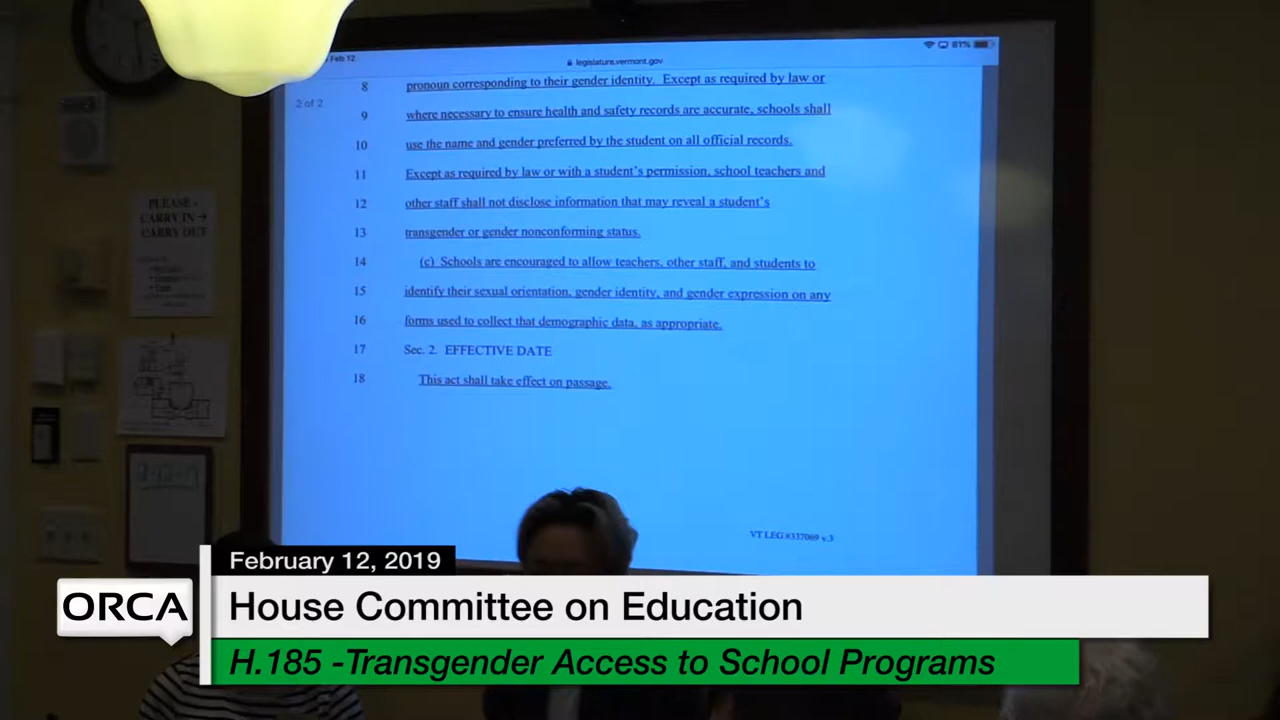 Feb 12
legislature.vermont.gov
81%
2 of 2
8 pronoun corresponding to their gender identity. Except as required by law or
9 where necessary to ensure health and safety records are accurate, schools shall
10 use the name and gender preferred by the student on all official records.
11 Except as required by law or with a student's permission, school teachers and
12 other staff shall not disclose information that may reveal a student's
13 transgender or gender nonconforming status.
14 (c) Schools are encouraged to allow teachers, other staff, and students to
15 identify their sexual orientation, gender identity, and gender expression on any
16 forms used to collect that demographic data, as appropriate.
17 Sec. 2. EFFECTIVE DATE
18 This act shall take effect on passage.
VT LEG #337069 v.3
PLEASE -
CARRY IN →
CARRY OUT
February 12, 2019
ORCA
House Committee on Education
H.185 -Transgender Access to School Programs